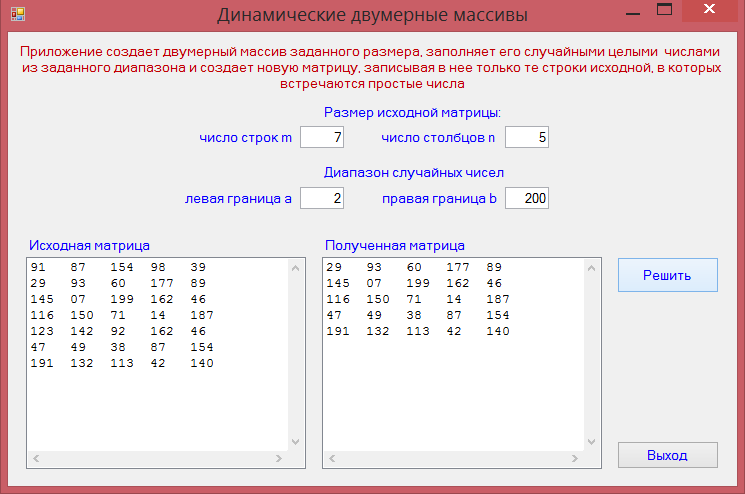 Динамические двумерные массивы
Приложение создает двумерный массив заданного размера, заполняет его случайными целыми числами
из заданного диапазона и создает новую матрицу, записывая в нее только те строки исходной, в которых
встречаются простые числа
Размер исходной матрицы:
число строк m 7 число столбцов n 5
Диапазон случайных чисел
левая граница a 2 правая граница b 200
Исходная матрица
91 87 154 98 39
29 93 60 177 89
145 07 199 162 46
116 150 71 14 187
123 142 92 162 46
47 49 38 87 154
191 132 113 42 140
Полученная матрица
29 93 60 177 89
145 07 199 162 46
116 150 71 14 187
47 49 38 87 154
191 132 113 42 140
Решить
Выход